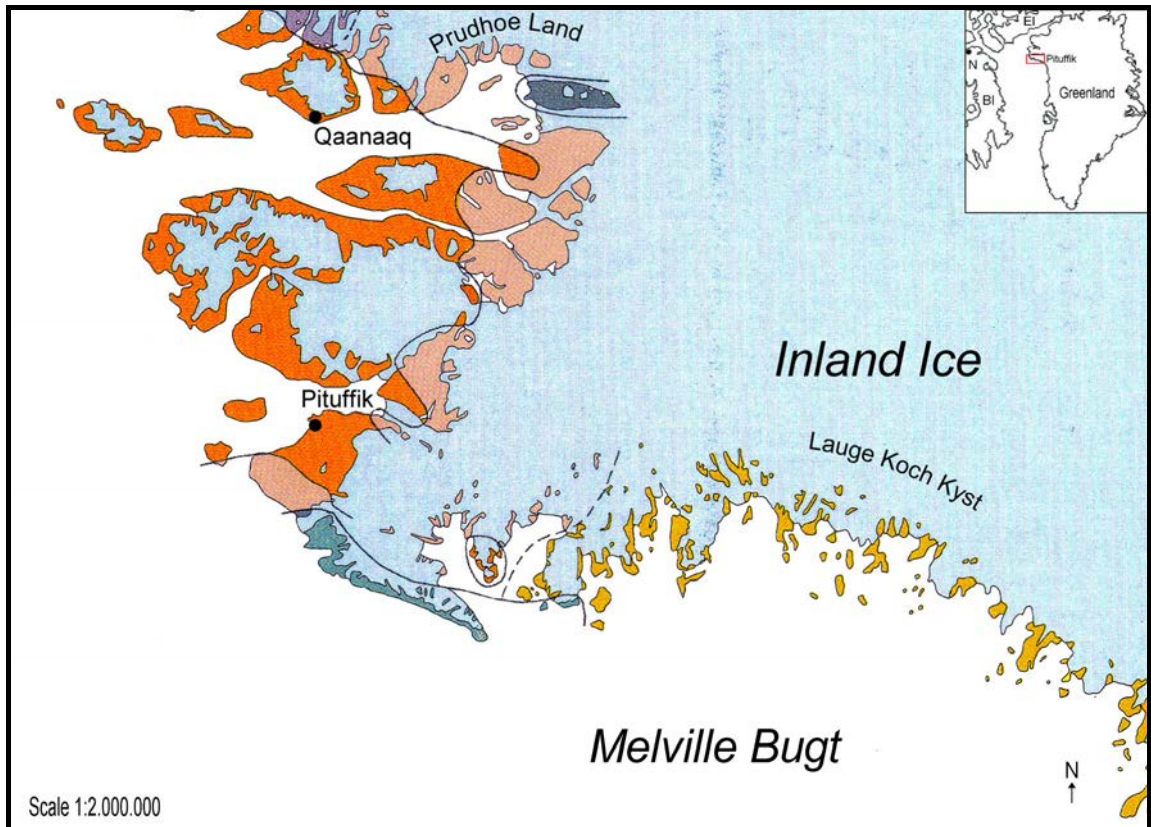 Prudhoe Land
EI
N
Pituffik
BI
Greenland
Qaanaaq
Inland Ice
Pituffik
Lauge Koch Kyst
Melville Bugt
N
Scale 1:2.000.000